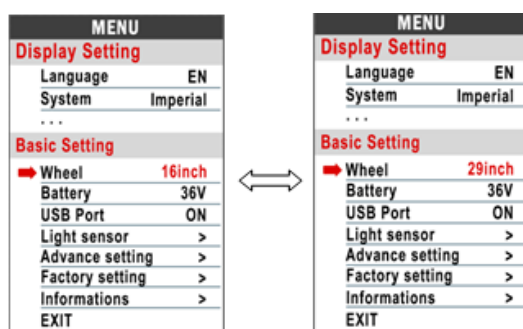 MENU
Display Setting
Language EN
System Imperial
. . .
Basic Setting
Wheel 16inch
Battery 36V
USB Port ON
Light sensor >
Advance setting >
Factory setting >
Informations >
EXIT
MENU
Display Setting
Language EN
System Imperial
. . .
Basic Setting
Wheel 29inch
Battery 36V
USB Port ON
Light sensor >
Advance setting >
Factory setting >
Informations >
EXIT